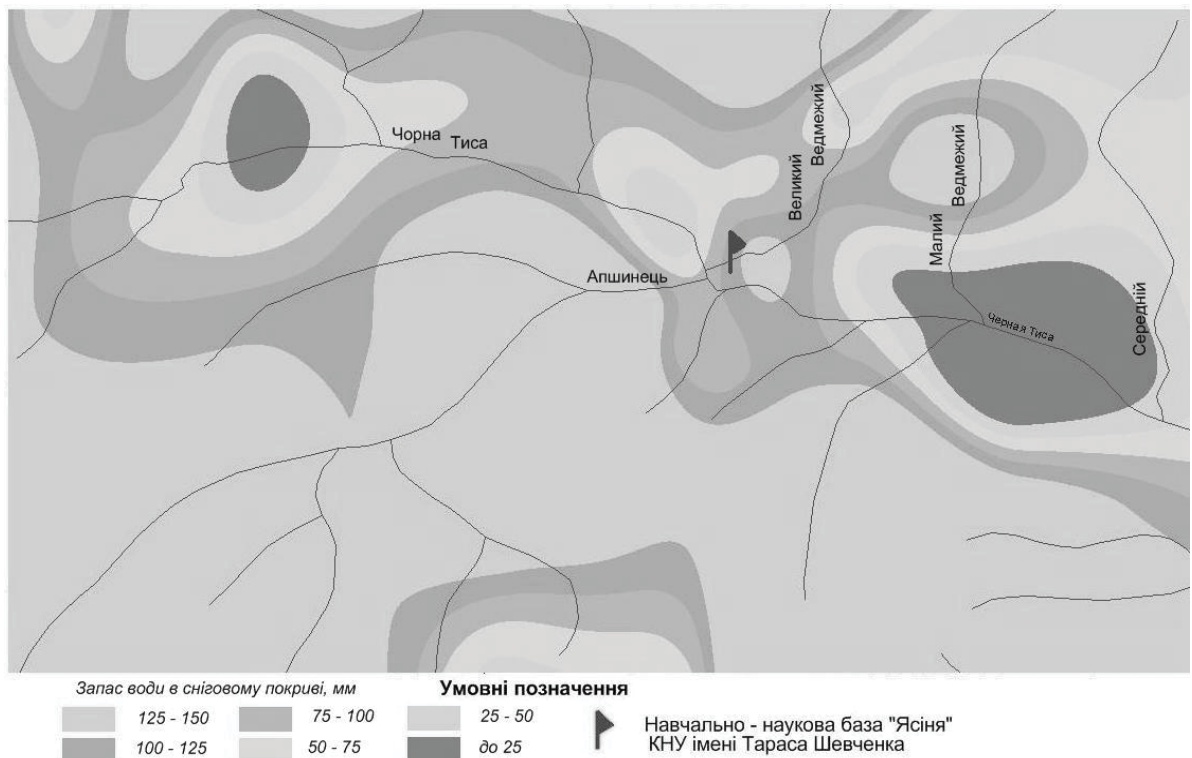 Чорна
Тиса
Великий
Ведмежий
Малий
Ведмежий
Апшинець
Черная Тиса
Середній
Запас води в сніговому покриві, мм
Умовні позначення
125 - 150
75 - 100
25 - 50
100 - 125
50 - 75
до 25
Навчально - наукова база "Ясіня"
КНУ імені Тараса Шевченка